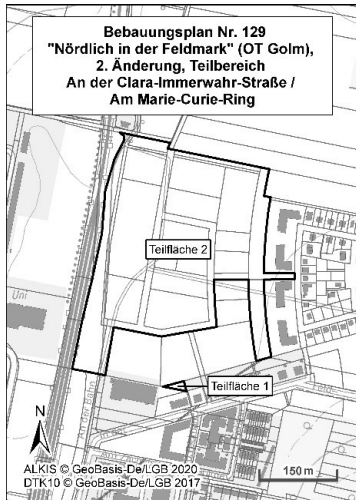 Bebauungsplan Nr. 129
"Nördlich in der Feldmark" (OT Golm),
2. Änderung, Teilbereich
An der Clara-Immerwahr-Straße /
Am Marie-Curie-Ring
Teilfläche 2
Uni
Teilfläche 1
N
ALKIS © GeoBasis-De/LGB 2020
DTK10 © GeoBasis-De/LGB 2017
150 m